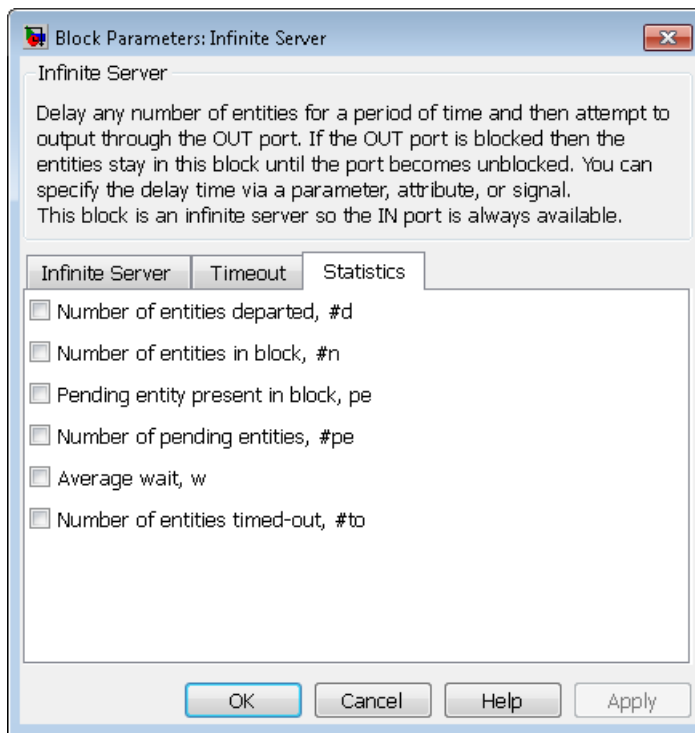 Block Parameters: Infinite Server
Infinite Server
Delay any number of entities for a period of time and then attempt to
output through the OUT port. If the OUT port is blocked then the
entities stay in this block until the port becomes unblocked. You can
specify the delay time via a parameter, attribute, or signal.
This block is an infinite server so the IN port is always available.
Infinite Server Timeout Statistics
Number of entities departed, #d
Number of entities in block, #n
Pending entity present in block, pe
Number of pending entities, #pe
Average wait, w
Number of entities timed-out, #to
OK Cancel Help Apply